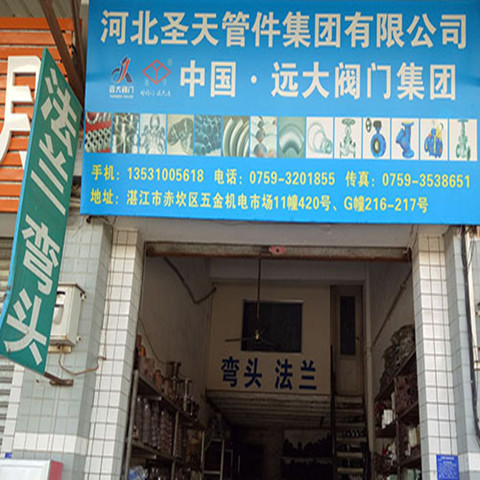 河北圣天管件集团有限公司
中国·远大阀门集团
远大阀门
手机：13531005618 电话：0759-3201855 传真：0759-3538651
地址：湛江市赤坎区五金机电市场11幢420号、G幢216-217号
法兰 弯头
弯头 法兰